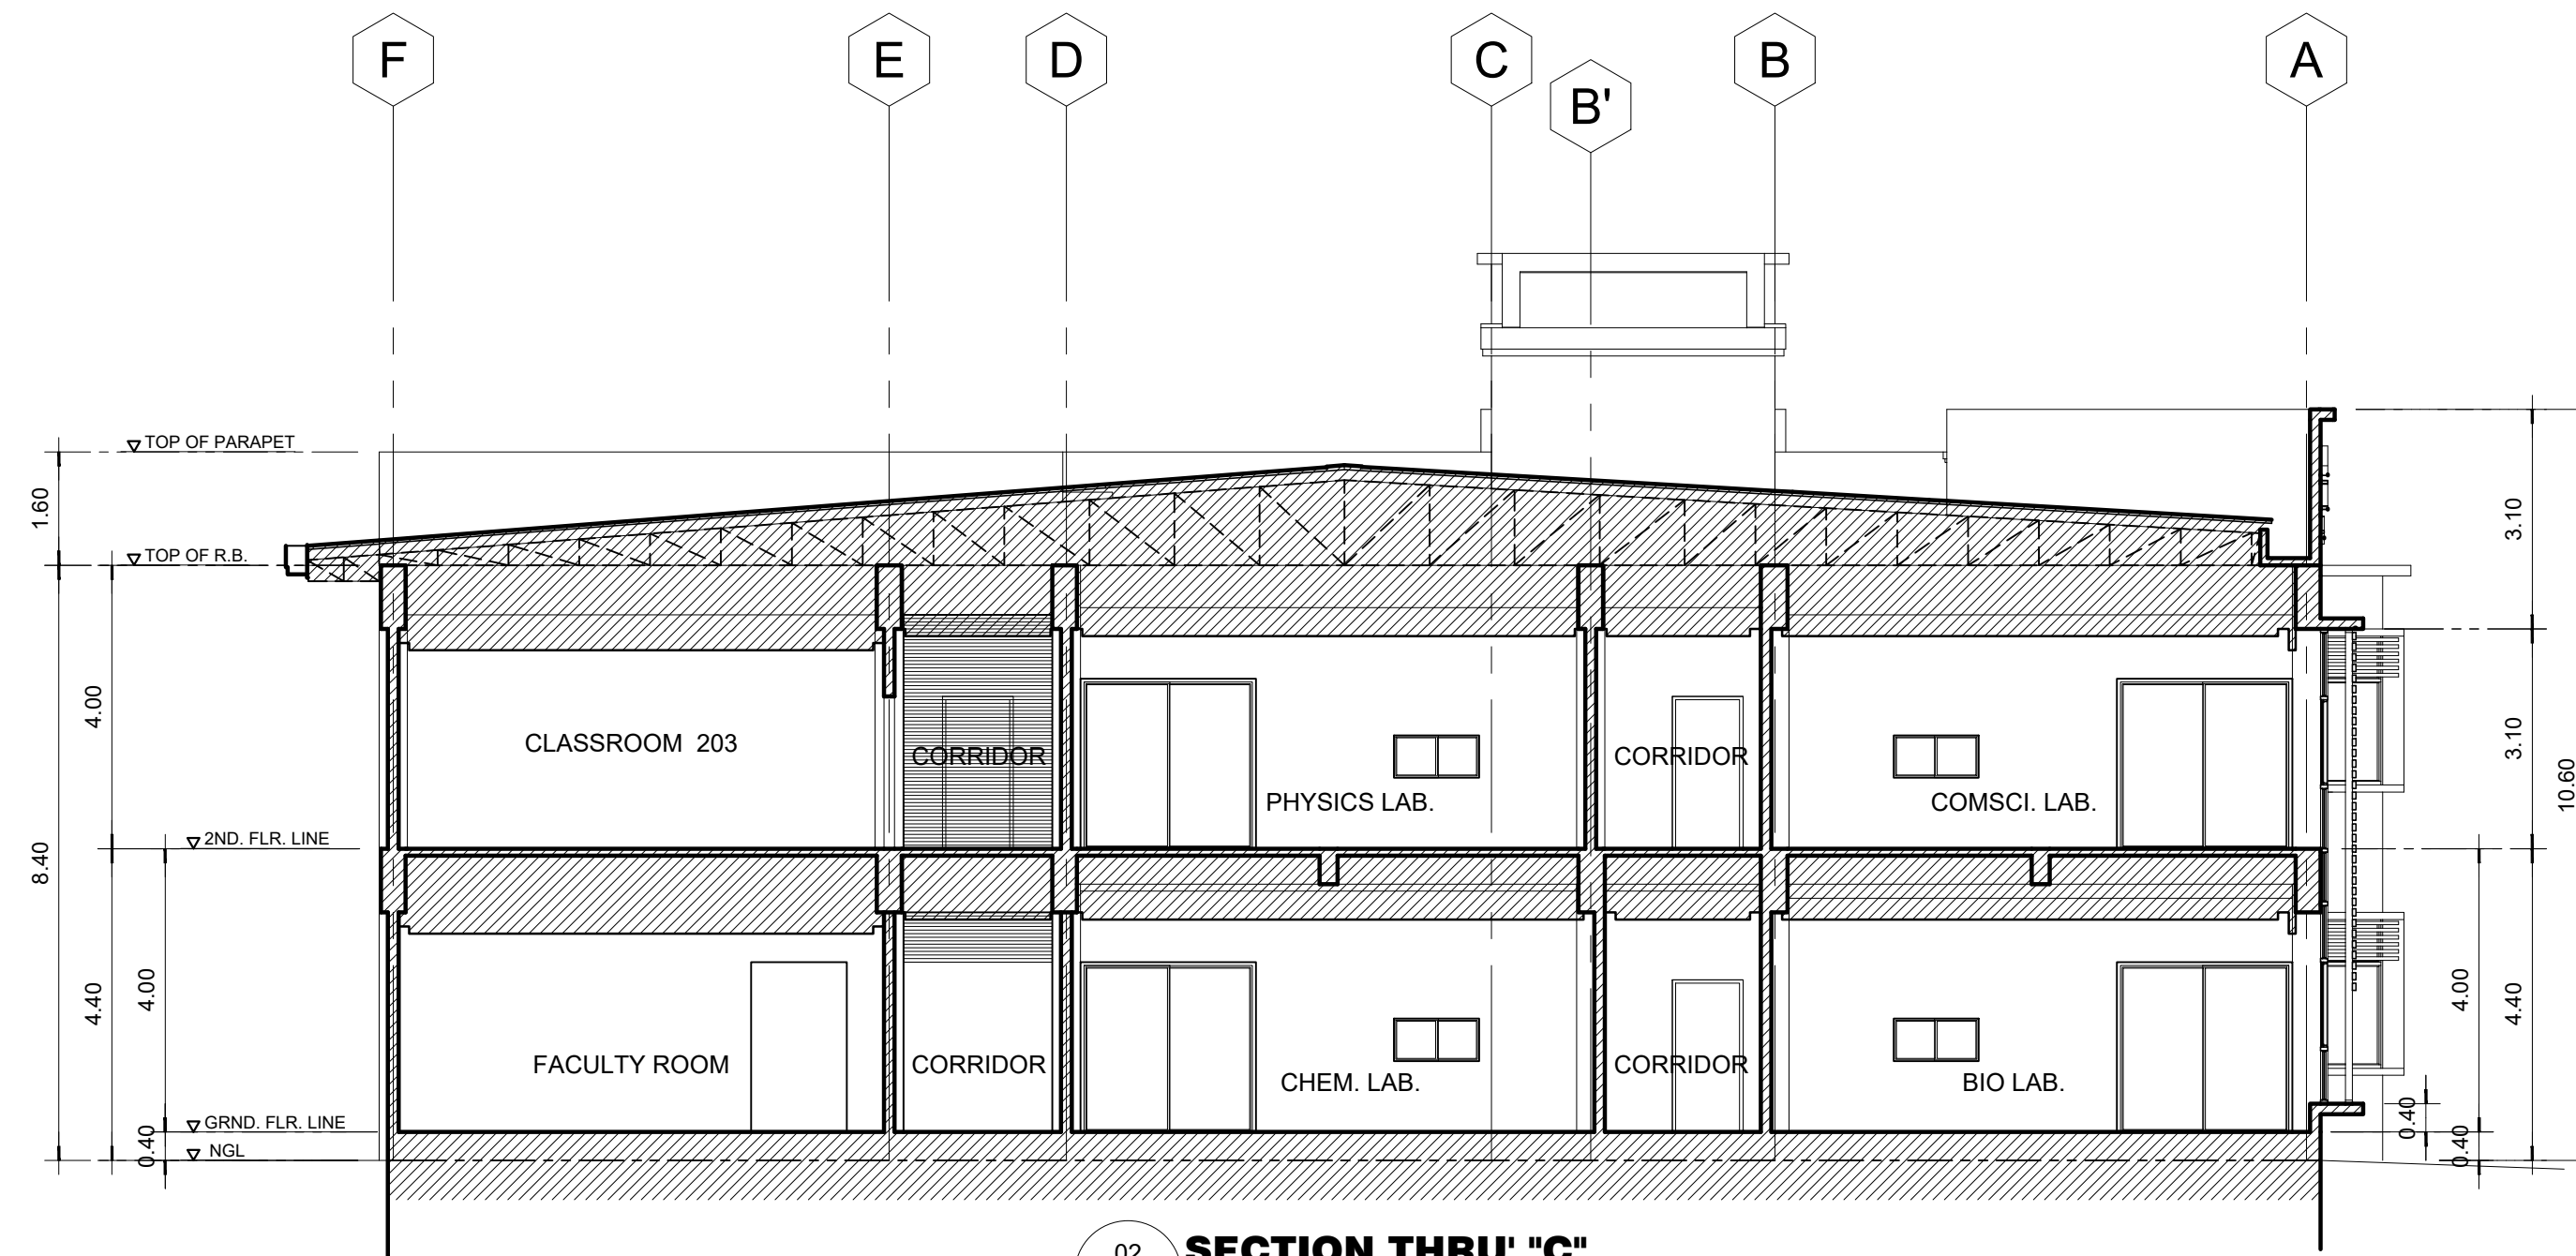 F
E
D
C
B'
B
A
TOP OF PARAPET
1.60
3.10
TOP OF R.B.
4.00
CLASSROOM  203
CORRIDOR
CORRIDOR
3.10
PHYSICS LAB.
COMSCI. LAB.
10.60
2ND. FLR. LINE
8.40
4.40
4.00
4.00
4.40
FACULTY ROOM
CORRIDOR
CORRIDOR
CHEM. LAB.
BIO LAB.
GRND. FLR. LINE
0.40
0.40
0.40
NGL
02
SECTION THRU' "C"